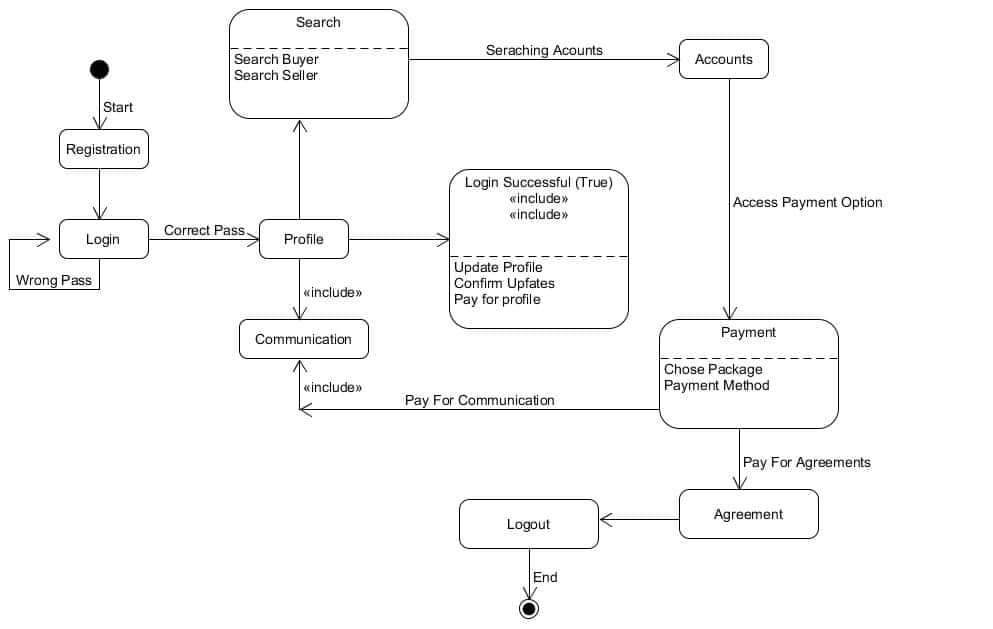 Search
Search Buyer
Search Seller
Seraching Acounts
Accounts
Start
Registration
Login Successful (True)
«include»
«include»
Access Payment Option
Login
Correct Pass
Profile
Wrong Pass
Update Profile
Confirm Upfates
Pay for profile
«include»
Communication
Payment
Chose Package
Payment Method
«include»
Pay For Communication
Pay For Agreements
Logout
Agreement
End